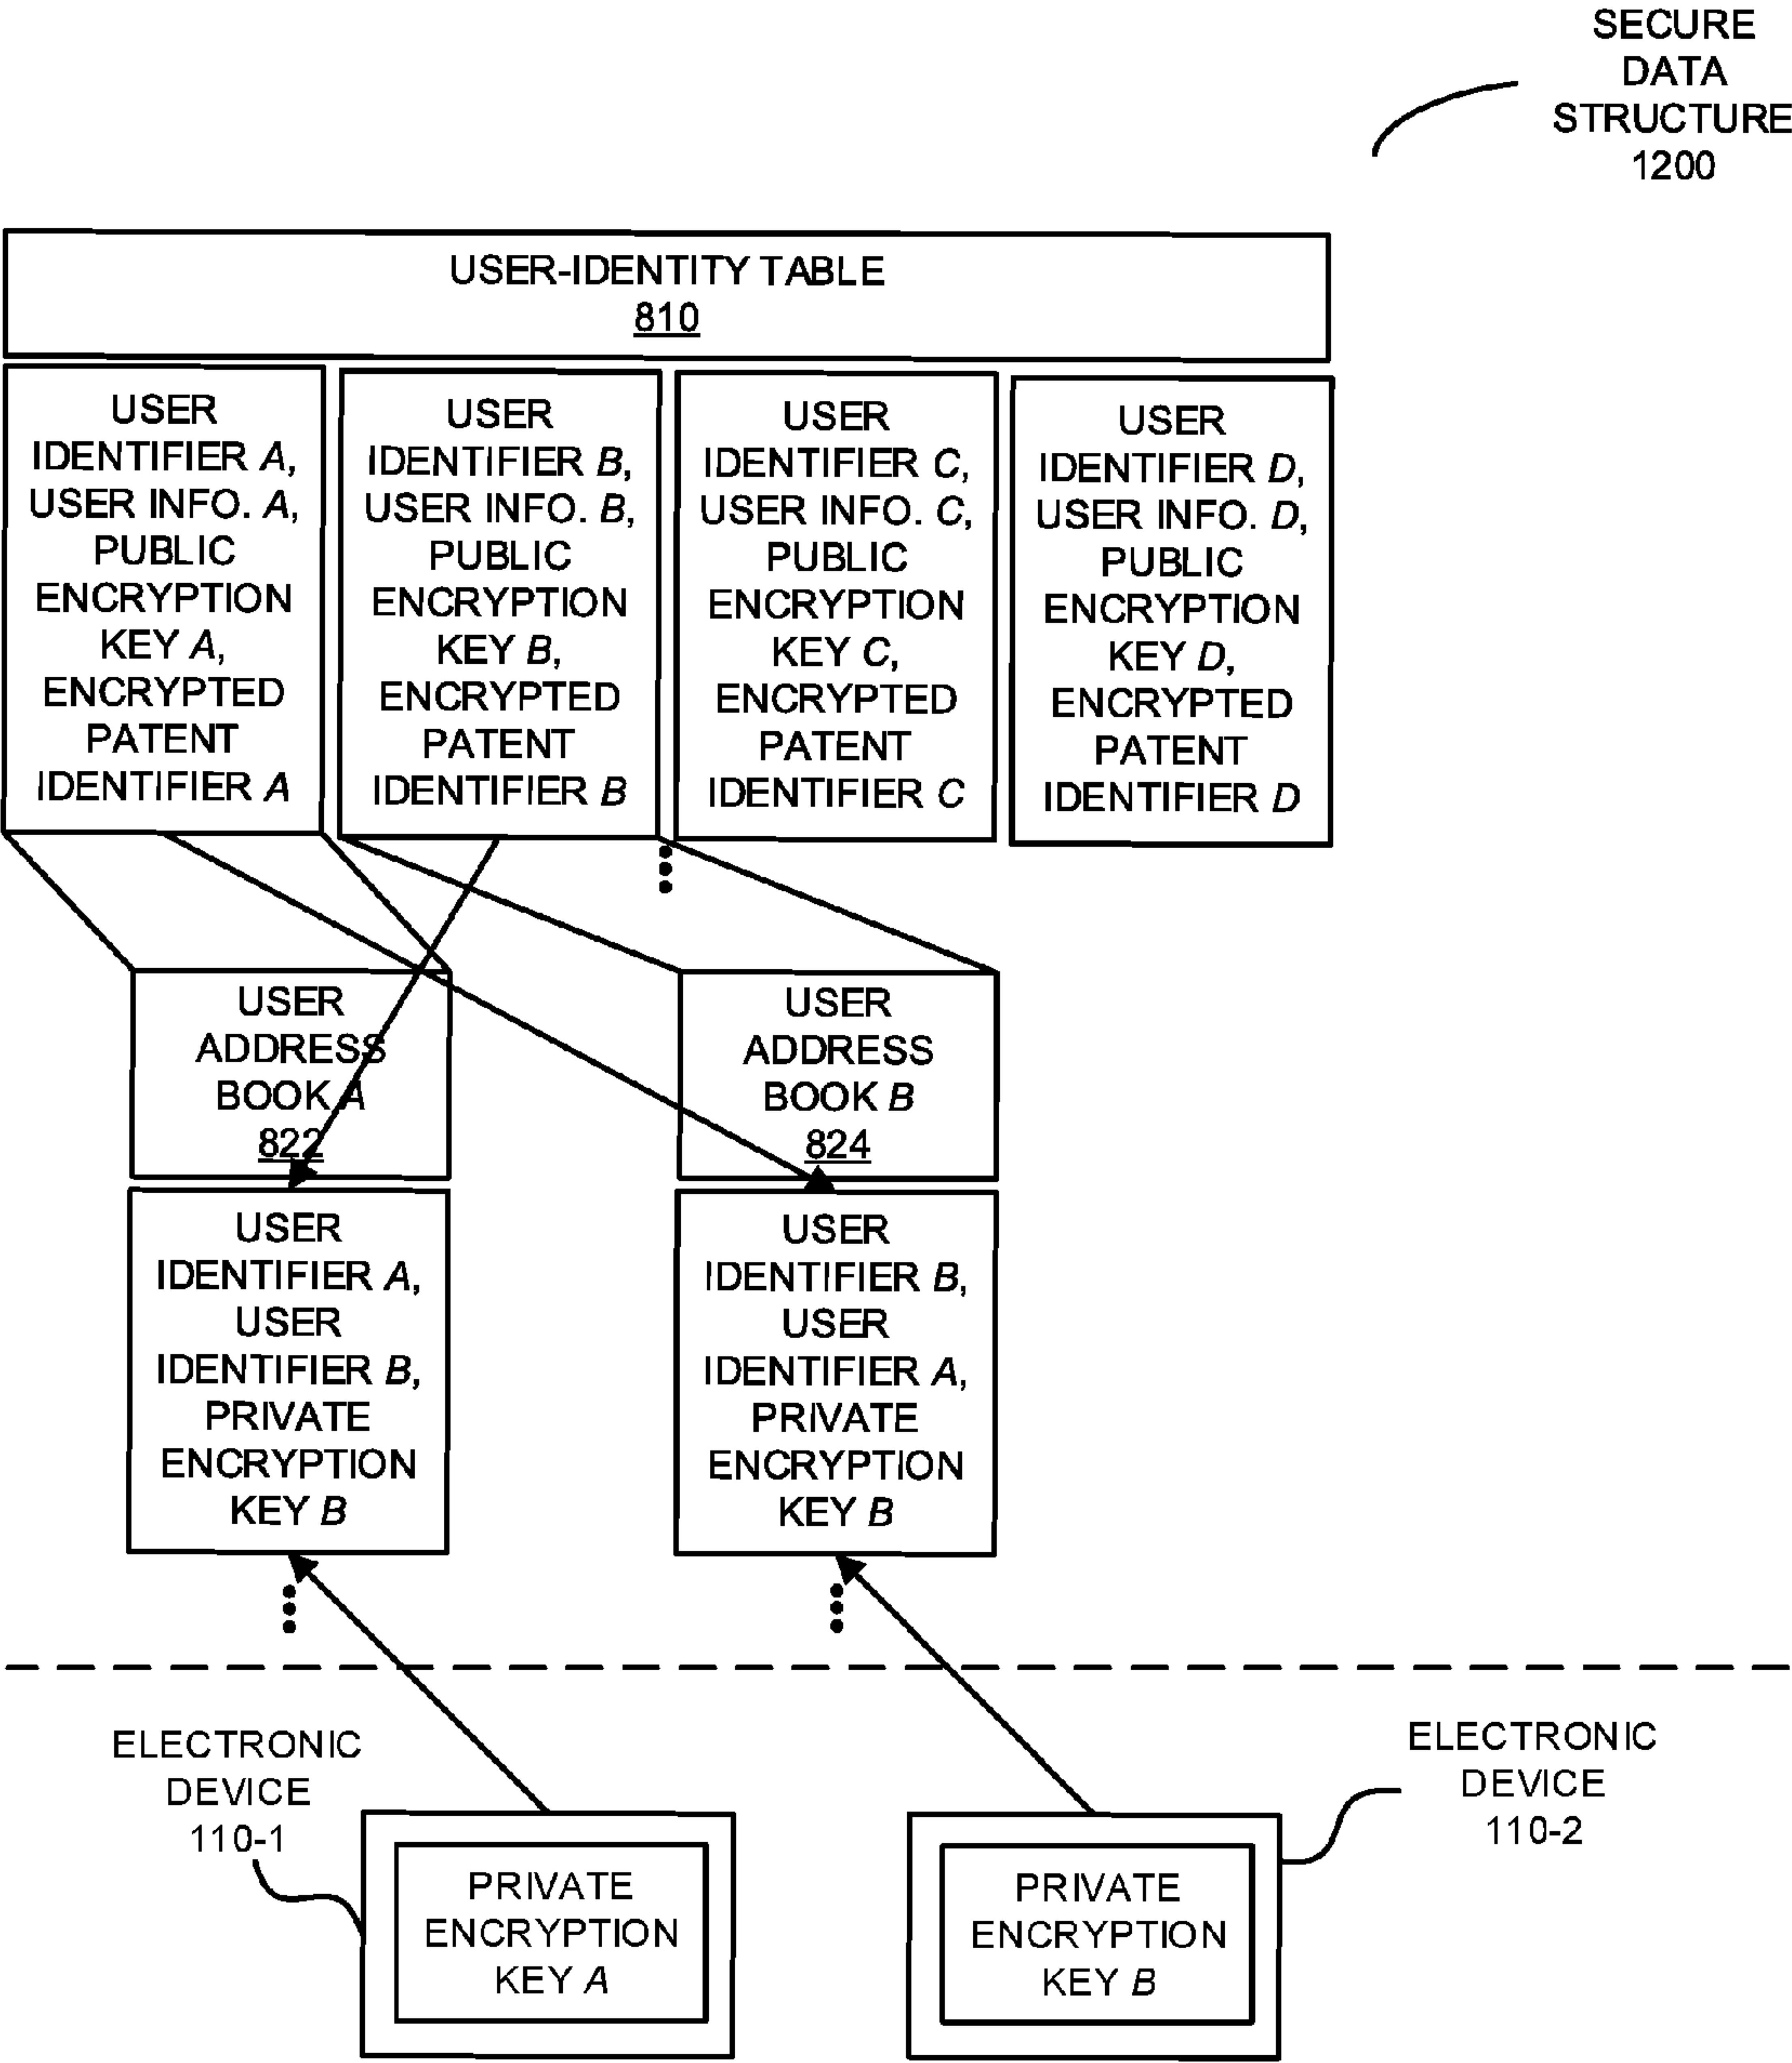 SECURE
DATA
STRUCTURE
1200
USER-IDENTITY TABLE
810
USER
IDENTIFIER A,
USER INFO. A,
PUBLIC
ENCRYPTION
KEY A,
ENCRYPTED
PATENT
IDENTIFIER A
USER
IDENTIFIER B,
USER INFO. B,
PUBLIC
ENCRYPTION
KEY B,
ENCRYPTED
PATENT
IDENTIFIER B
USER
IDENTIFIER C,
USER INFO. C,
PUBLIC
ENCRYPTION
KEY C,
ENCRYPTED
PATENT
IDENTIFIER C
USER
IDENTIFIER D,
USER INFO. D,
PUBLIC
ENCRYPTION
KEY D,
ENCRYPTED
PATENT
IDENTIFIER D
USER
ADDRESS
BOOK A
822
USER
ADDRESS
BOOK B
824
USER
IDENTIFIER A,
USER
IDENTIFIER B,
PRIVATE
ENCRYPTION
KEY B
USER
IDENTIFIER B,
USER
IDENTIFIER A,
PRIVATE
ENCRYPTION
KEY B
ELECTRONIC
DEVICE
110-1
PRIVATE
ENCRYPTION
KEY A
PRIVATE
ENCRYPTION
KEY B
ELECTRONIC
DEVICE
110-2